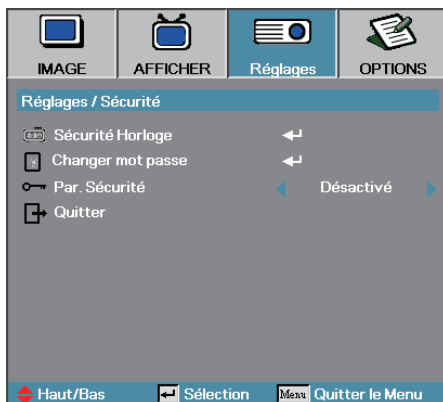 IMAGE AFFICHER Réglages OPTIONS
Réglages / Sécurité
Sécurité Horloge
Changer mot passe
Par. Sécurité Désactivé
Quitter
Haut/Bas Sélection Menu Quitter le Menu